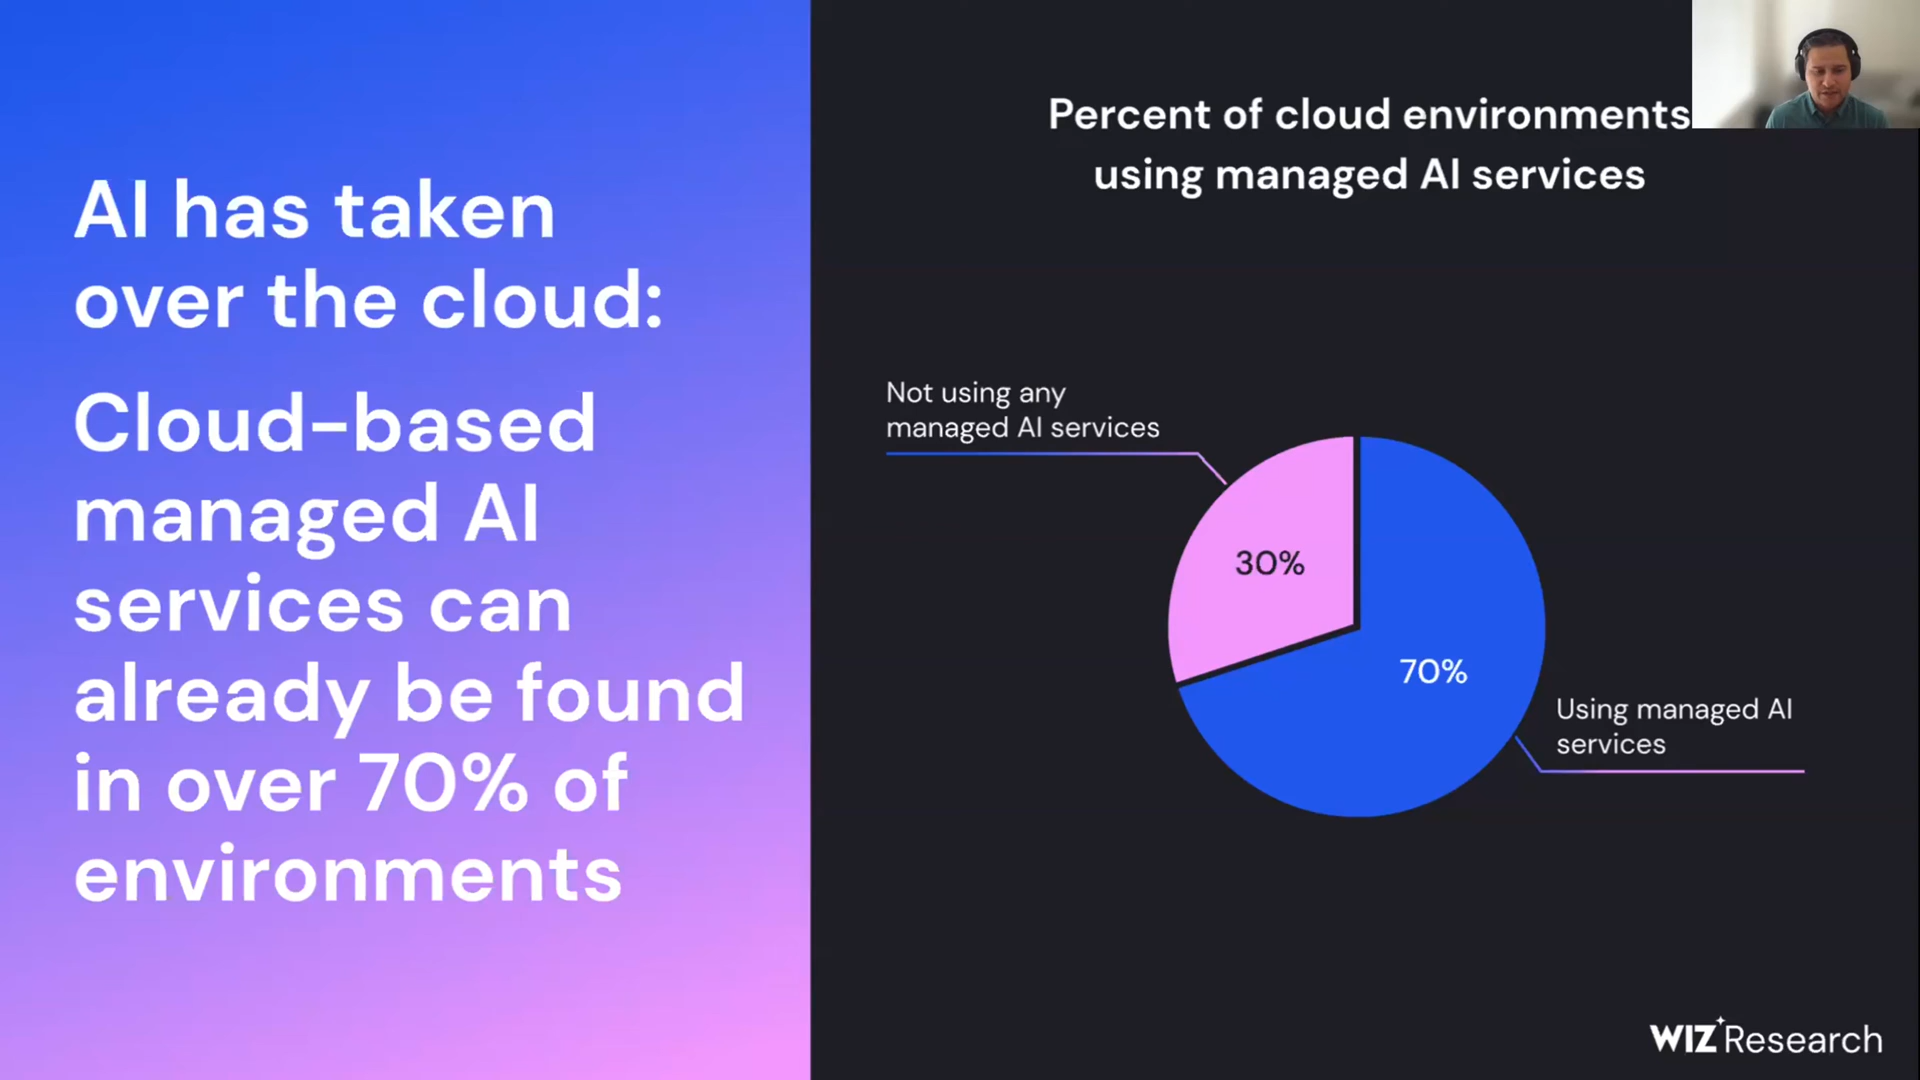 AI has taken
over the cloud:
Cloud-based
managed AI
services can
already be found
in over 70% of
environments
Percent of cloud environments
using managed AI services
Not using any
managed AI services
30%
70%
Using managed AI
services
WIZ Research